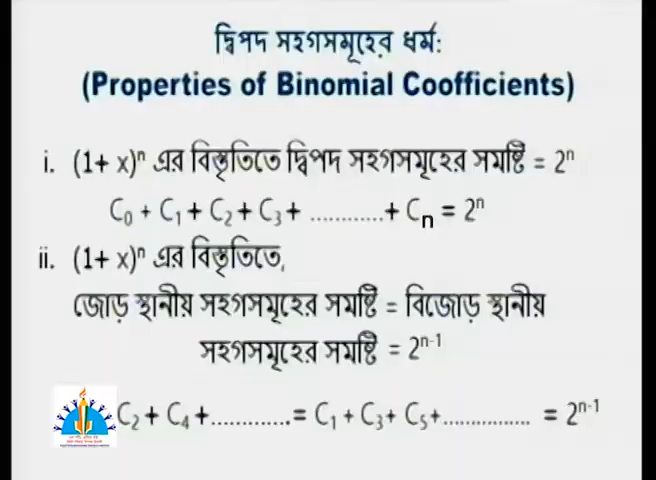 দ্বিপদ সহগসমূহের ধর্ম:
(Properties of Binomial Coofficients)
i. (1+ x)ⁿ এর বিস্তৃতিতে দ্বিপদ সহগসমূহের সমষ্টি = 2ⁿ
C₀ + C₁ + C₂ + C₃ + ............+ Cₙ = 2ⁿ
ii. (1+ x)ⁿ এর বিস্তৃতিতে,
জোড় স্থানীয় সহগসমূহের সমষ্টি = বিজোড় স্থানীয়
সহগসমূহের সমষ্টি = 2ⁿ⁻¹
C₂ + C₄ +.............= C₁ + C₃+ C₅+............... = 2ⁿ⁻¹